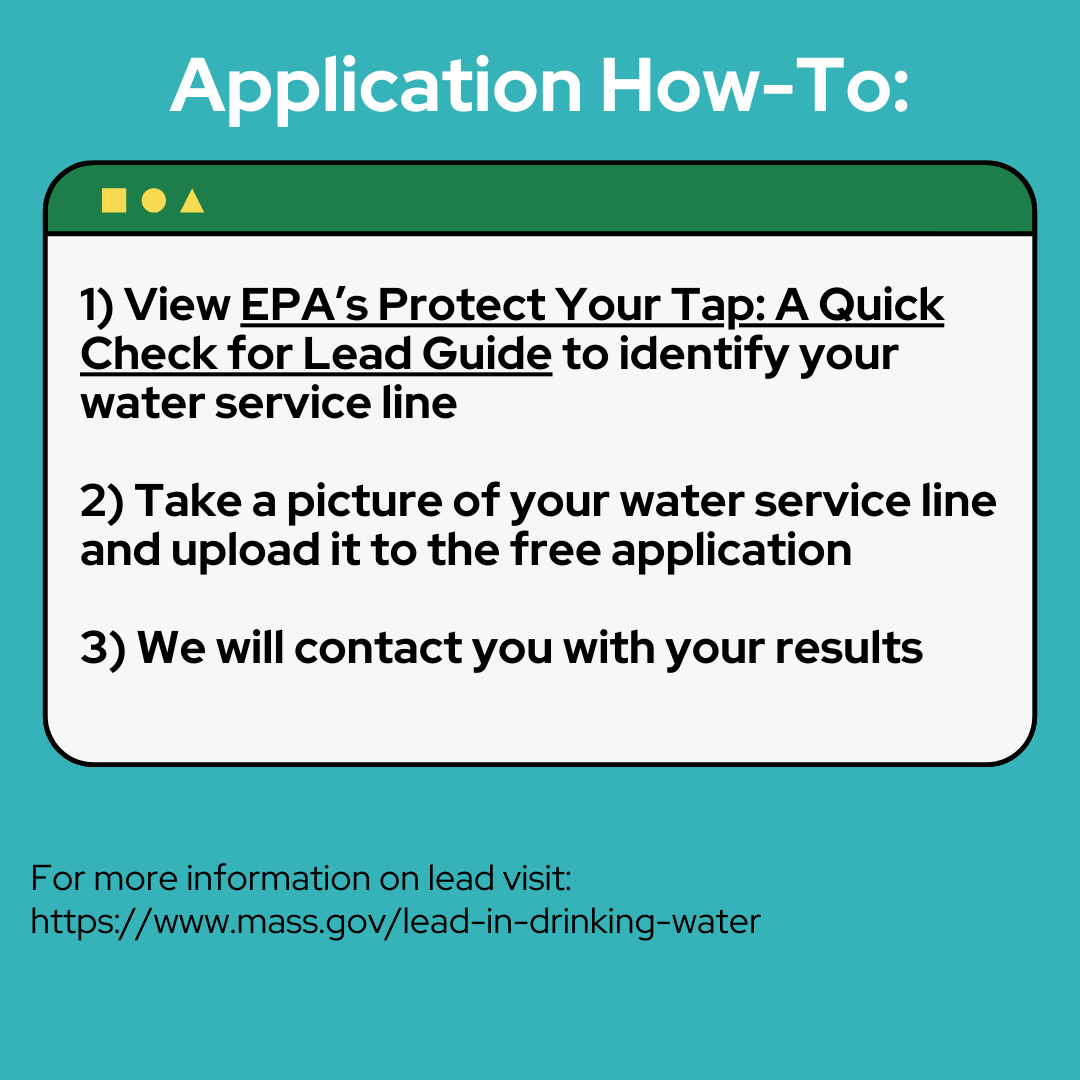 Application How-To:
1) View EPA’s Protect Your Tap: A Quick
Check for Lead Guide to identify your
water service line
2) Take a picture of your water service line
and upload it to the free application
3) We will contact you with your results
For more information on lead visit:
https://www.mass.gov/lead-in-drinking-water